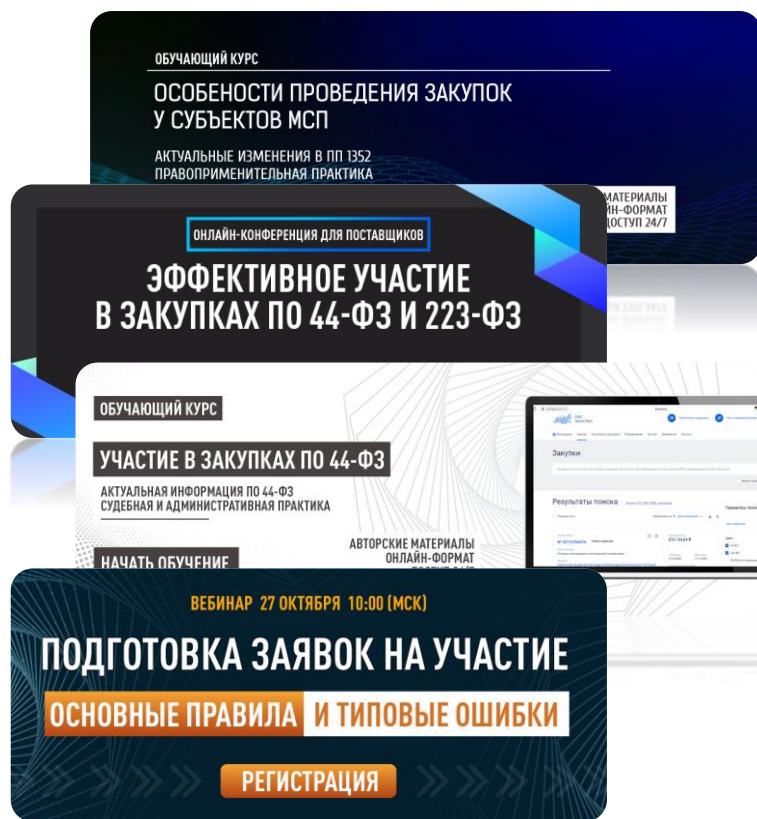 ОБУЧАЮЩИЙ КУРС
ОСОБЕНОСТИ ПРОВЕДЕНИЯ ЗАКУПОК
У СУБЪЕКТОВ МСП
АКТУАЛЬНЫЕ ИЗМЕНЕНИЯ В ПП 1352
ПРАВОПРИМЕНИТЕЛЬНАЯ ПРАКТИКА
МАТЕРИАЛЫ
ЙН-ФОРМАТ
ДОСТУП 24/7
ОНЛАЙН-КОНФЕРЕНЦИЯ ДЛЯ ПОСТАВЩИКОВ
ЭФФЕКТИВНОЕ УЧАСТИЕ
В ЗАКУПКАХ ПО 44-ФЗ И 223-ФЗ
ОБУЧАЮЩИЙ КУРС
УЧАСТИЕ В ЗАКУПКАХ ПО 44-ФЗ
АКТУАЛЬНАЯ ИНФОРМАЦИЯ ПО 44-ФЗ
СУДЕБНАЯ И АДМИНИСТРАТИВНАЯ ПРАКТИКА
АВТОРСКИЕ МАТЕРИАЛЫ
ОНЛАЙН-ФОРМАТ
НАЧАТЬ ОБУЧЕНИЕ
Закупки
Результаты поиска
ВЕБИНАР 27 ОКТЯБРЯ 10:00 (МСК)
ПОДГОТОВКА ЗАЯВОК НА УЧАСТИЕ
ОСНОВНЫЕ ПРАВИЛА И ТИПОВЫЕ ОШИБКИ
РЕГИСТРАЦИЯ